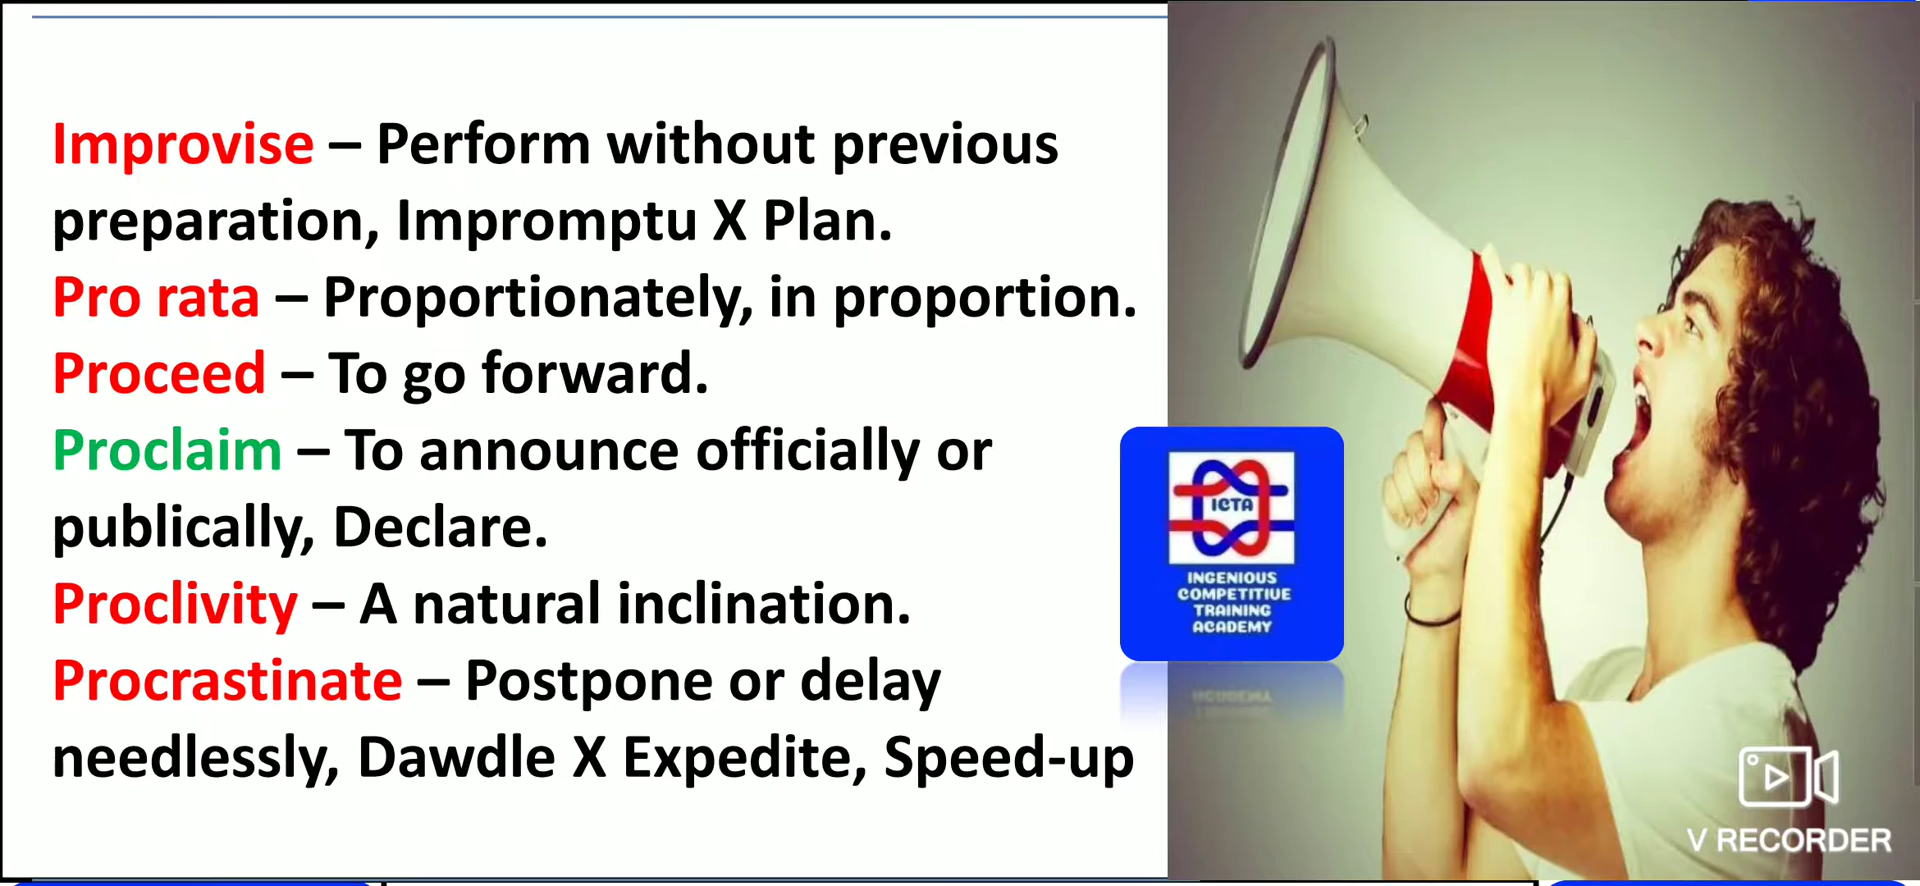 Improvise – Perform without previous
preparation, Impromptu X Plan.
Pro rata – Proportionately, in proportion.
Proceed – To go forward.
Proclaim – To announce officially or
publically, Declare.
Proclivity – A natural inclination.
Procrastinate – Postpone or delay
needlessly, Dawdle X Expedite, Speed-up
ICTA
INGENIOUS
COMPETITIVE
TRAINING
ACADEMY
V RECORDER